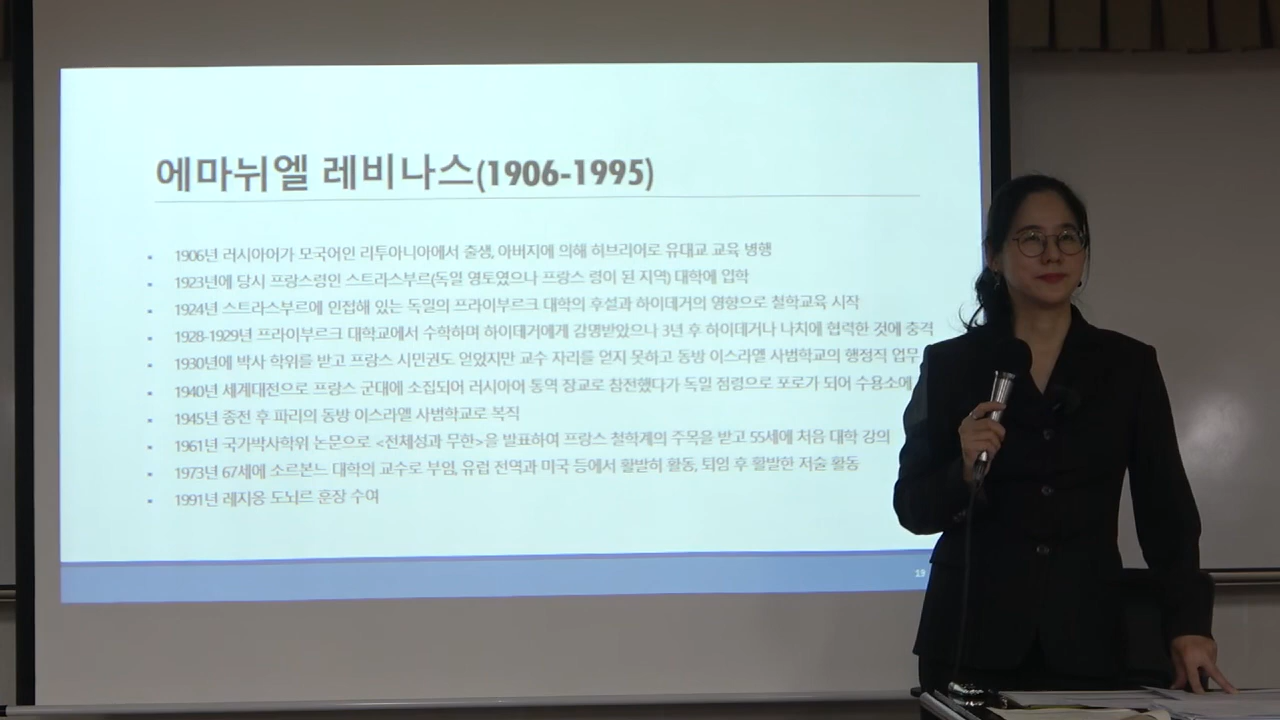 에마뉘엘 레비나스(1906-1995)
1906년 러시아어가 모국어인 리투아니아에서 출생, 아버지에 의해 히브리어로 유대교 교육 병행
1923년에 당시 프랑스령인 스트라스부르(독일 영토였으나 프랑스 령이 된 지역) 대학에 입학
1924년 스트라스부르에 인접해 있는 독일의 프라이부르크 대학의 후설과 하이데거의 영향으로 철학교육 시작
1928-1929년 프라이부르크 대학교에서 수학하며 하이데거에게 감명받았으나 3년 후 하이데거나 나치에 협력한 것에 충격
1930년에 박사 학위를 받고 프랑스 시민권도 얻었지만 교수 자리를 얻지 못하고 동방 이스라엘 사범학교의 행정직 업무
1940년 세계대전으로 프랑스 군대에 소집되어 러시아어 통역 장교로 참전했다가 독일 점령으로 포로가 되어 수용소에
1945년 종전 후 파리의 동방 이스라엘 사범학교로 복직
1961년 국가박사학위 논문으로 <전체성과 무한>을 발표하여 프랑스 철학계의 주목을 받고 55세에 처음 대학 강의
1973년 67세에 소르본느 대학의 교수로 부임, 유럽 전역과 미국 등에서 활발히 활동, 퇴임 후 활발한 저술 활동
1991년 레지옹 도뇌르 훈장 수여
19